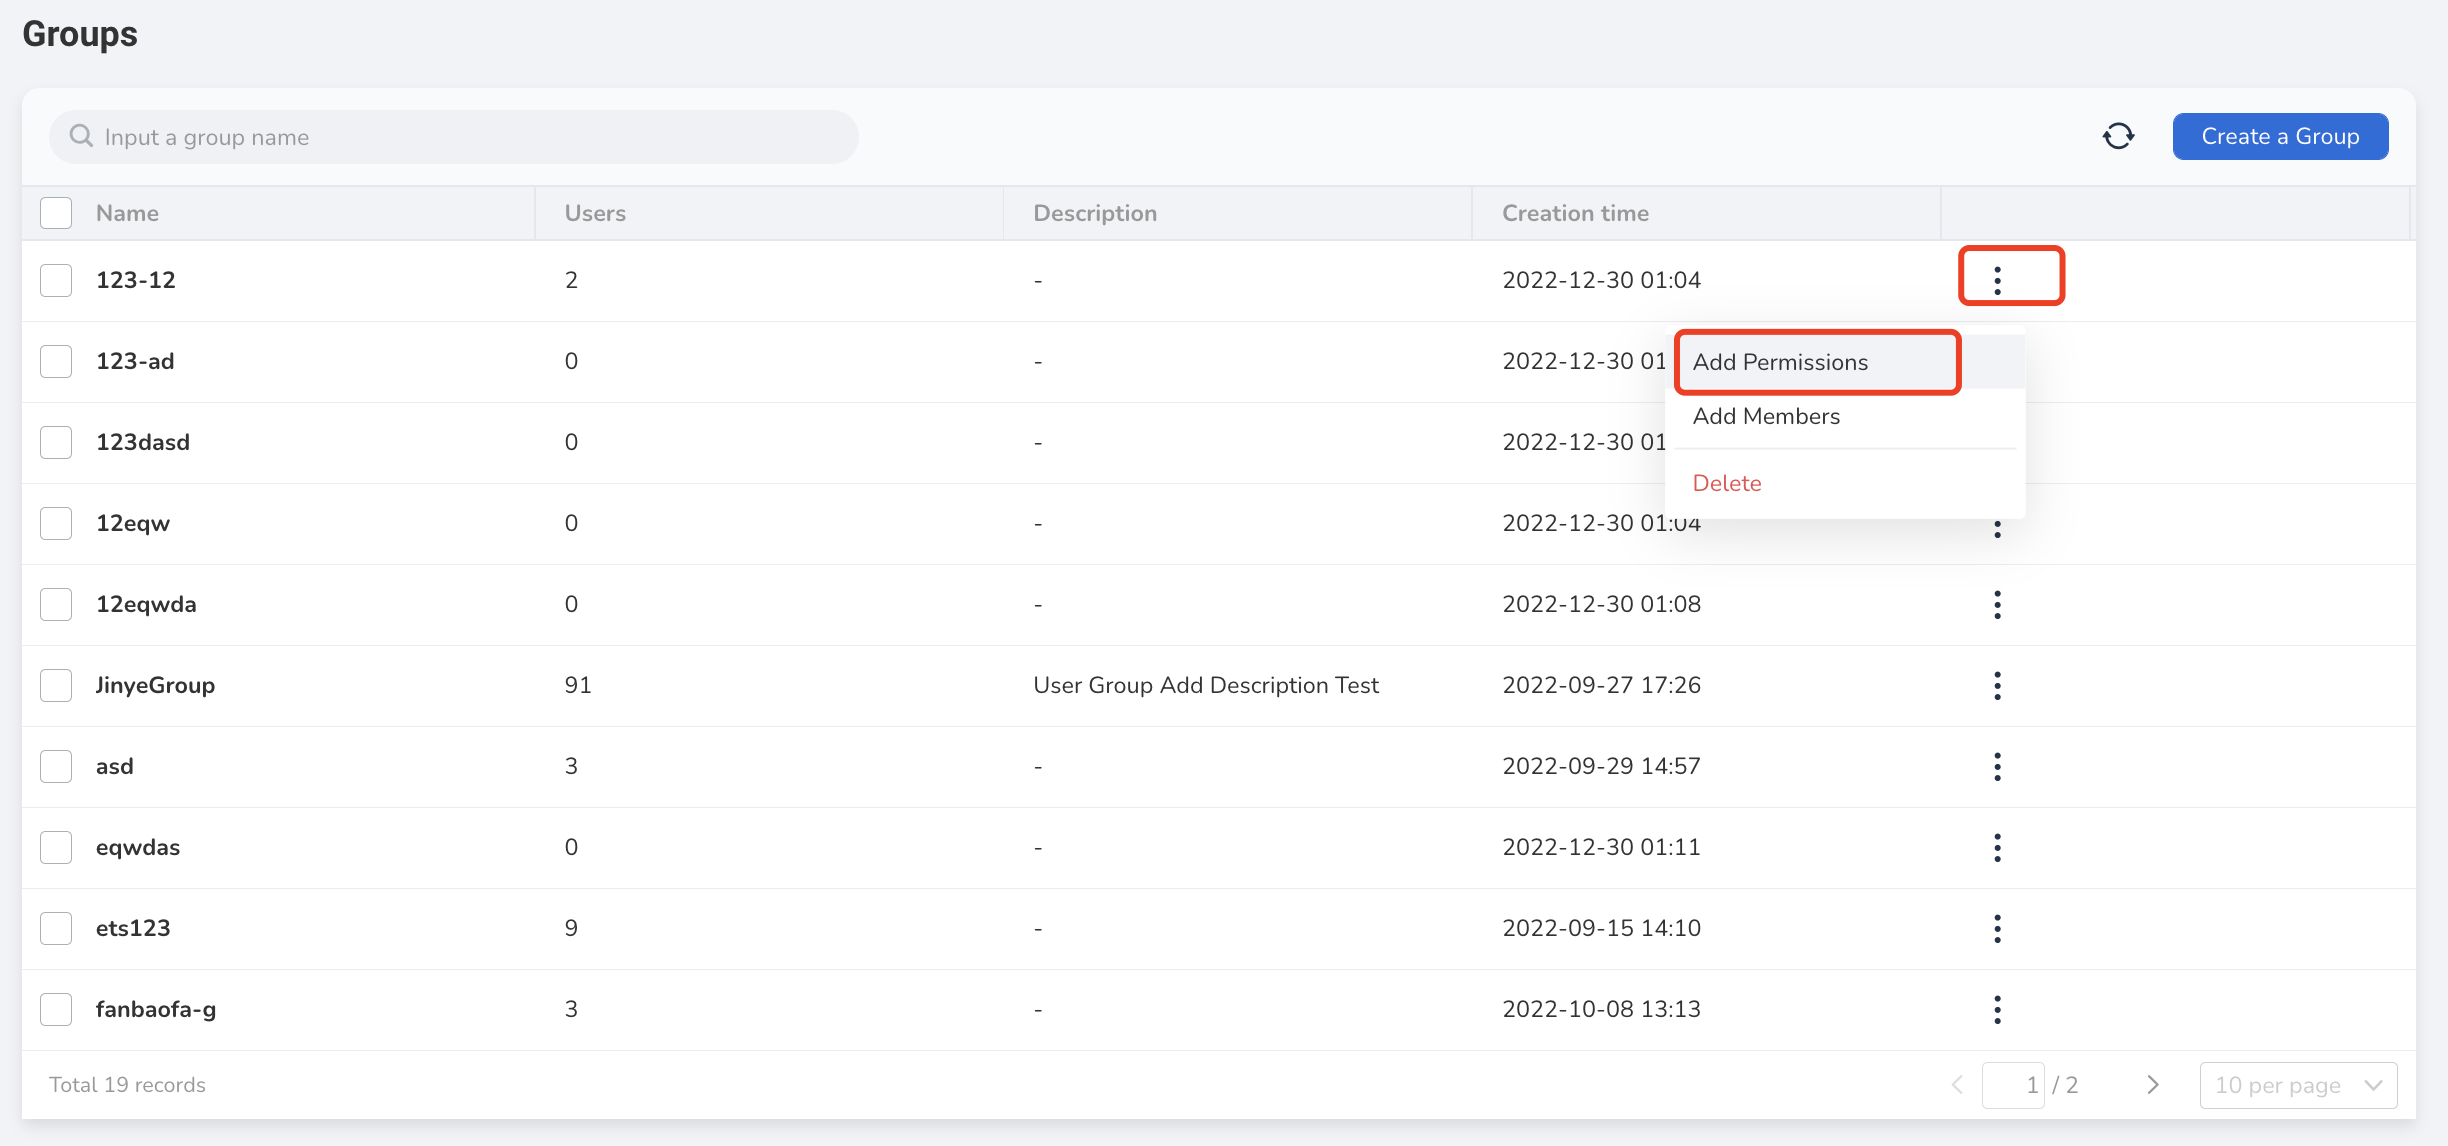 Groups
Input a group name
Create a Group
Name Users Description Creation time
123-12 2 - 2022-12-30 01:04
123-ad 0 - 2022-12-30 01
Add Permissions
Add Members
123dasd 0 - 2022-12-30 01
Delete
12eqw 0 - 2022-12-30 01:04
12eqwda 0 - 2022-12-30 01:08
JinyeGroup 91 User Group Add Description Test 2022-09-27 17:26
asd 3 - 2022-09-29 14:57
eqwdas 0 - 2022-12-30 01:11
ets123 9 - 2022-09-15 14:10
fanbaofa-g 3 - 2022-10-08 13:13
Total 19 records 1 / 2 10 per page